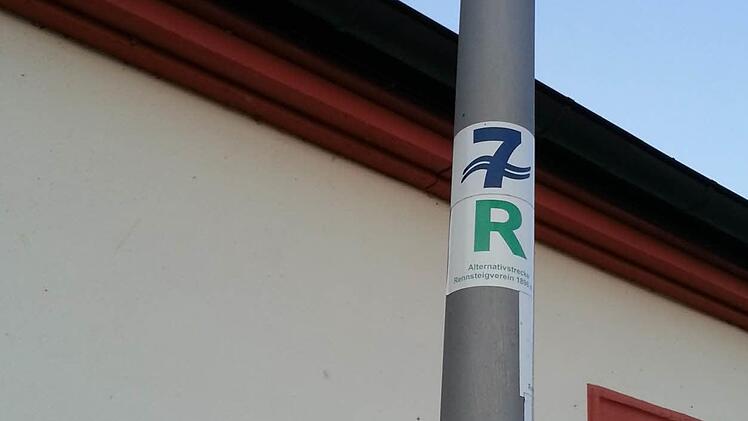 7
R
Alternativstrecke
Rennsteigverein 1896